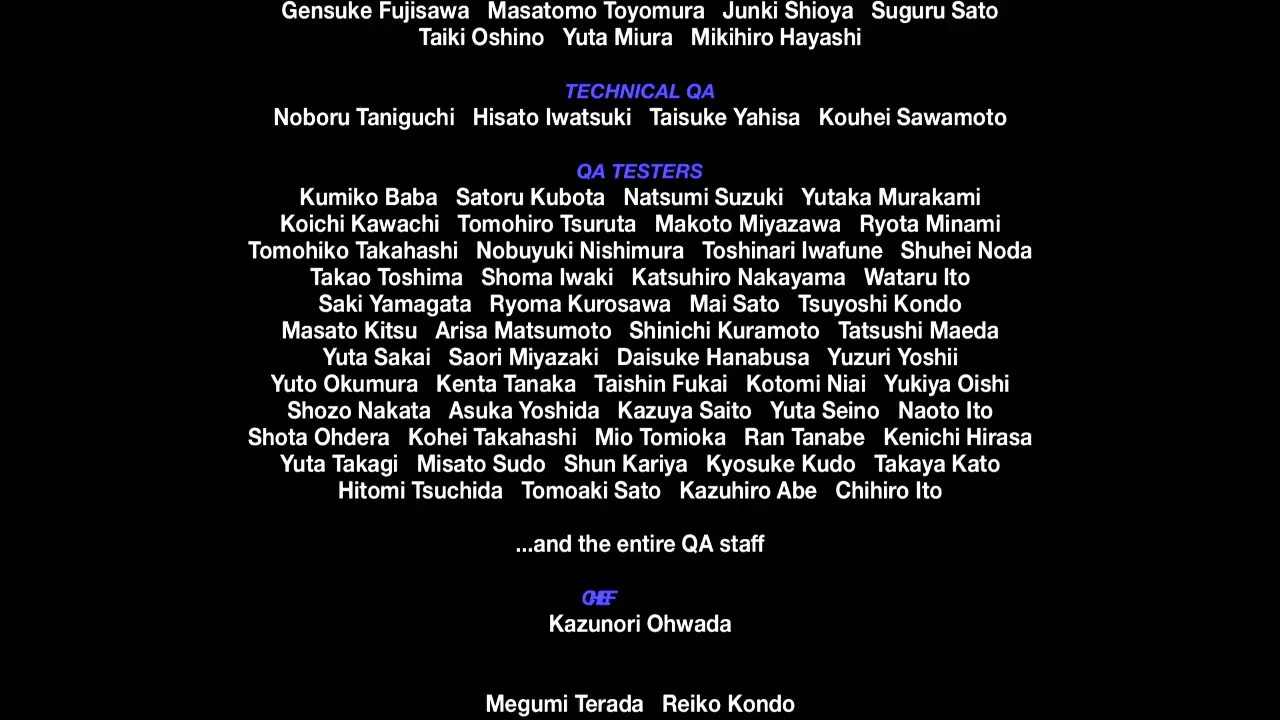 Gensuke Fujisawa Masatomo Toyomura Junki Shioya Suguru Sato
Taiki Oshino Yuta Miura Mikihiro Hayashi
TECHNICAL QA
Noboru Taniguchi Hisato Iwatsuki Taisuke Yahisa Kouhei Sawamoto
QA TESTERS
Kumiko Baba Satoru Kubota Natsumi Suzuki Yutaka Murakami
Koichi Kawachi Tomohiro Tsuruta Makoto Miyazawa Ryota Minami
Tomohiko Takahashi Nobuyuki Nishimura Toshinari Iwafune Shuhei Noda
Takao Toshima Shoma Iwaki Katsuhiro Nakayama Wataru Ito
Saki Yamagata Ryoma Kurosawa Mai Sato Tsuyoshi Kondo
Masato Kitsu Arisa Matsumoto Shinichi Kuramoto Tatsushi Maeda
Yuta Sakai Saori Miyazaki Daisuke Hanabusa Yuzuri Yoshii
Yuto Okumura Kenta Tanaka Taishin Fukai Kotomi Niai Yukiya Oishi
Shozo Nakata Asuka Yoshida Kazuya Saito Yuta Seino Naoto Ito
Shota Ohdera Kohei Takahashi Mio Tomioka Ran Tanabe Kenichi Hirasa
Yuta Takagi Misato Sudo Shun Kariya Kyosuke Kudo Takaya Kato
Hitomi Tsuchida Tomoaki Sato Kazuhiro Abe Chihiro Ito
...and the entire QA staff
CHIEF
Kazunori Ohwada
Megumi Terada Reiko Kondo